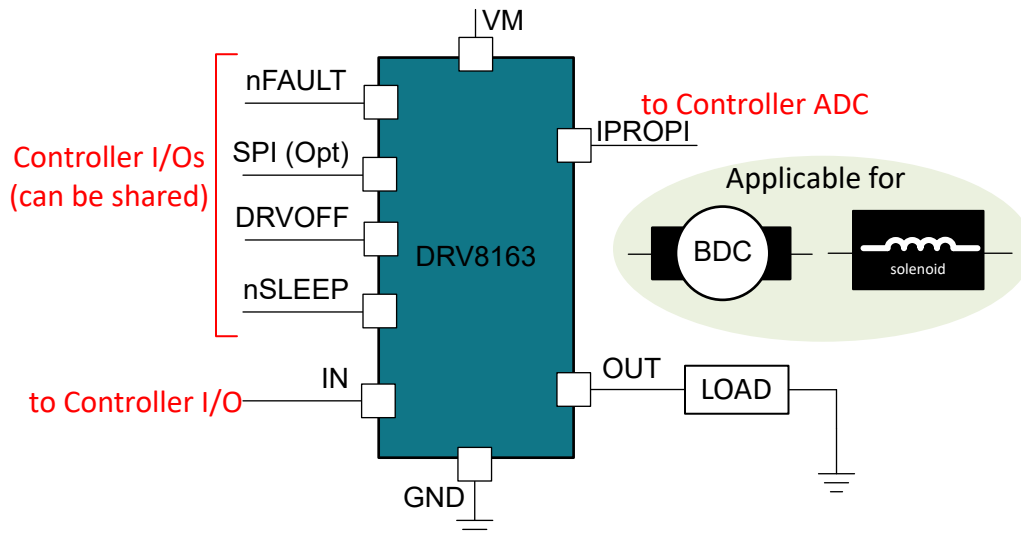 VM
nFAULT
to Controller ADC
IPROPI
Controller I/Os
(can be shared)
SPI (Opt)
Applicable for
DRVOFF
DRV8163
BDC
solenoid
nSLEEP
IN
OUT
to Controller I/O
LOAD
GND